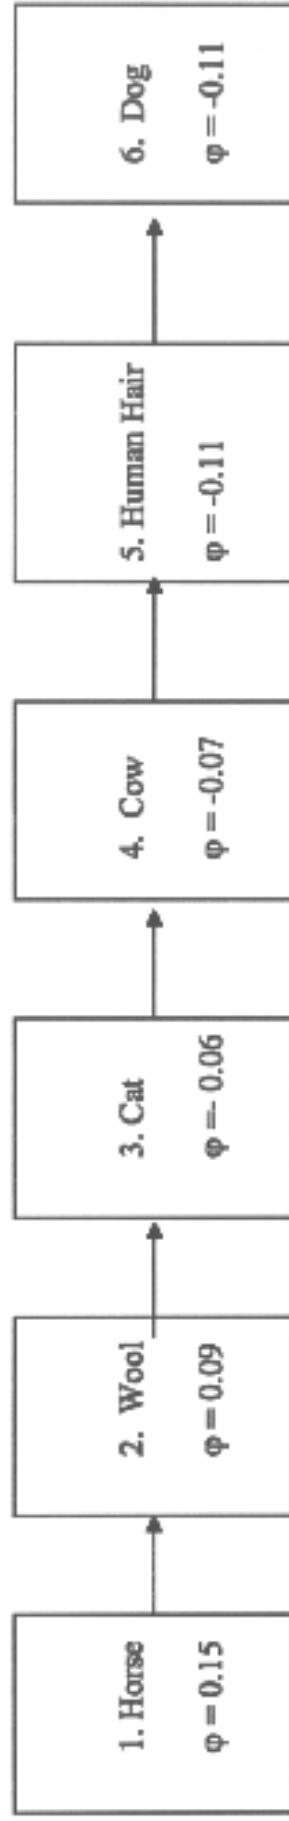 1. Horse
φ = 0.15
2. Wool
φ = 0.09
3. Cat
φ =- 0.06
4. Cow
φ = -0.07
5. Human Hair
φ = -0.11
6. Dog
φ = -0.11